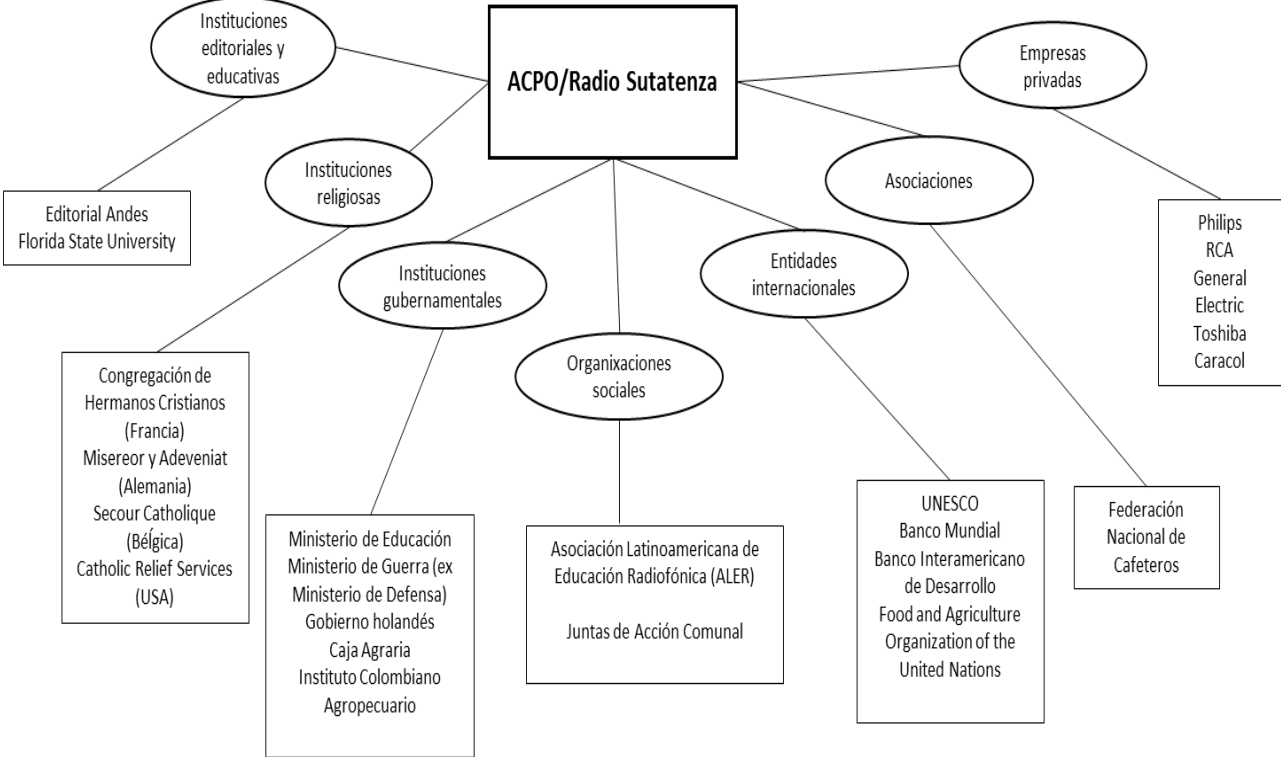 Instituciones
editoriales y
educativas
ACPO/Radio Sutatenza
Empresas
privadas
Instituciones
religiosas
Asociaciones
Editorial Andes
Florida State University
Philips
RCA
General
Electric
Toshiba
Caracol
Instituciones
gubernamentales
Entidades
internacionales
Organixaciones
sociales
Congregación de
Hermanos Cristianos
(Francia)
Misereor y Adeveniat
(Alemania)
Secour Catholique
(Bélgica)
Catholic Relief Services
(USA)
Ministerio de Educación
Ministerio de Guerra (ex
Ministerio de Defensa)
Gobierno holandés
Caja Agraria
Instituto Colombiano
Agropecuario
Asociación Latinoamericana de
Educación Radiofónica (ALER)
Juntas de Acción Comunal
UNESCO
Banco Mundial
Banco Interamericano
de Desarrollo
Food and Agriculture
Organization of the
United Nations
Federación
Nacional de
Cafeteros